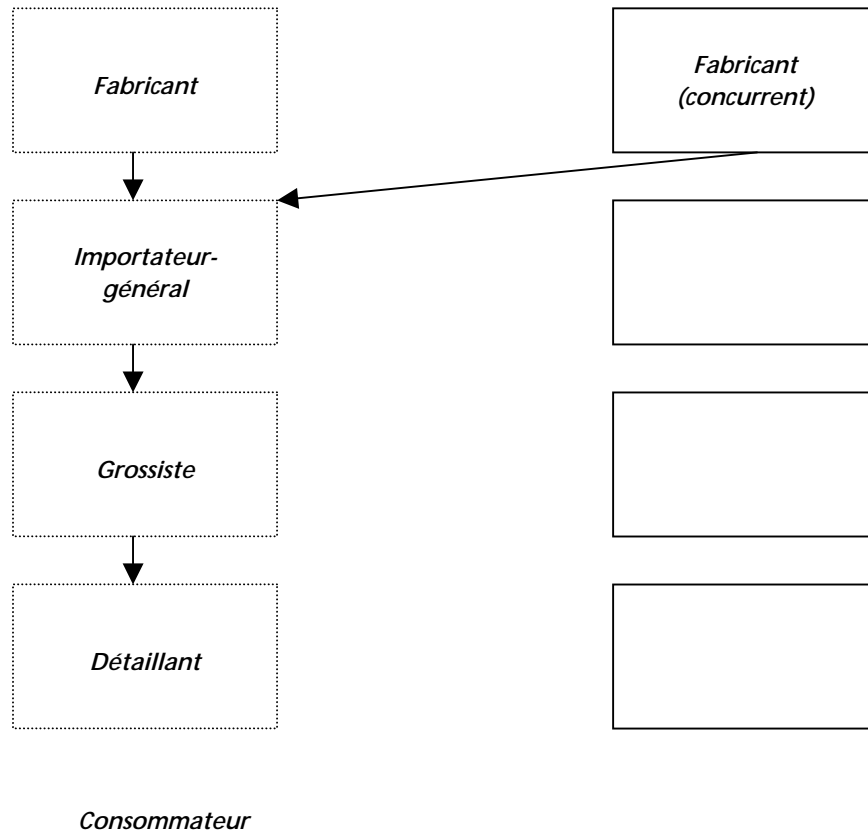 Fabricant
Fabricant
(concurrent)
Importateur-
général
Grossiste
Détaillant
Consommateur